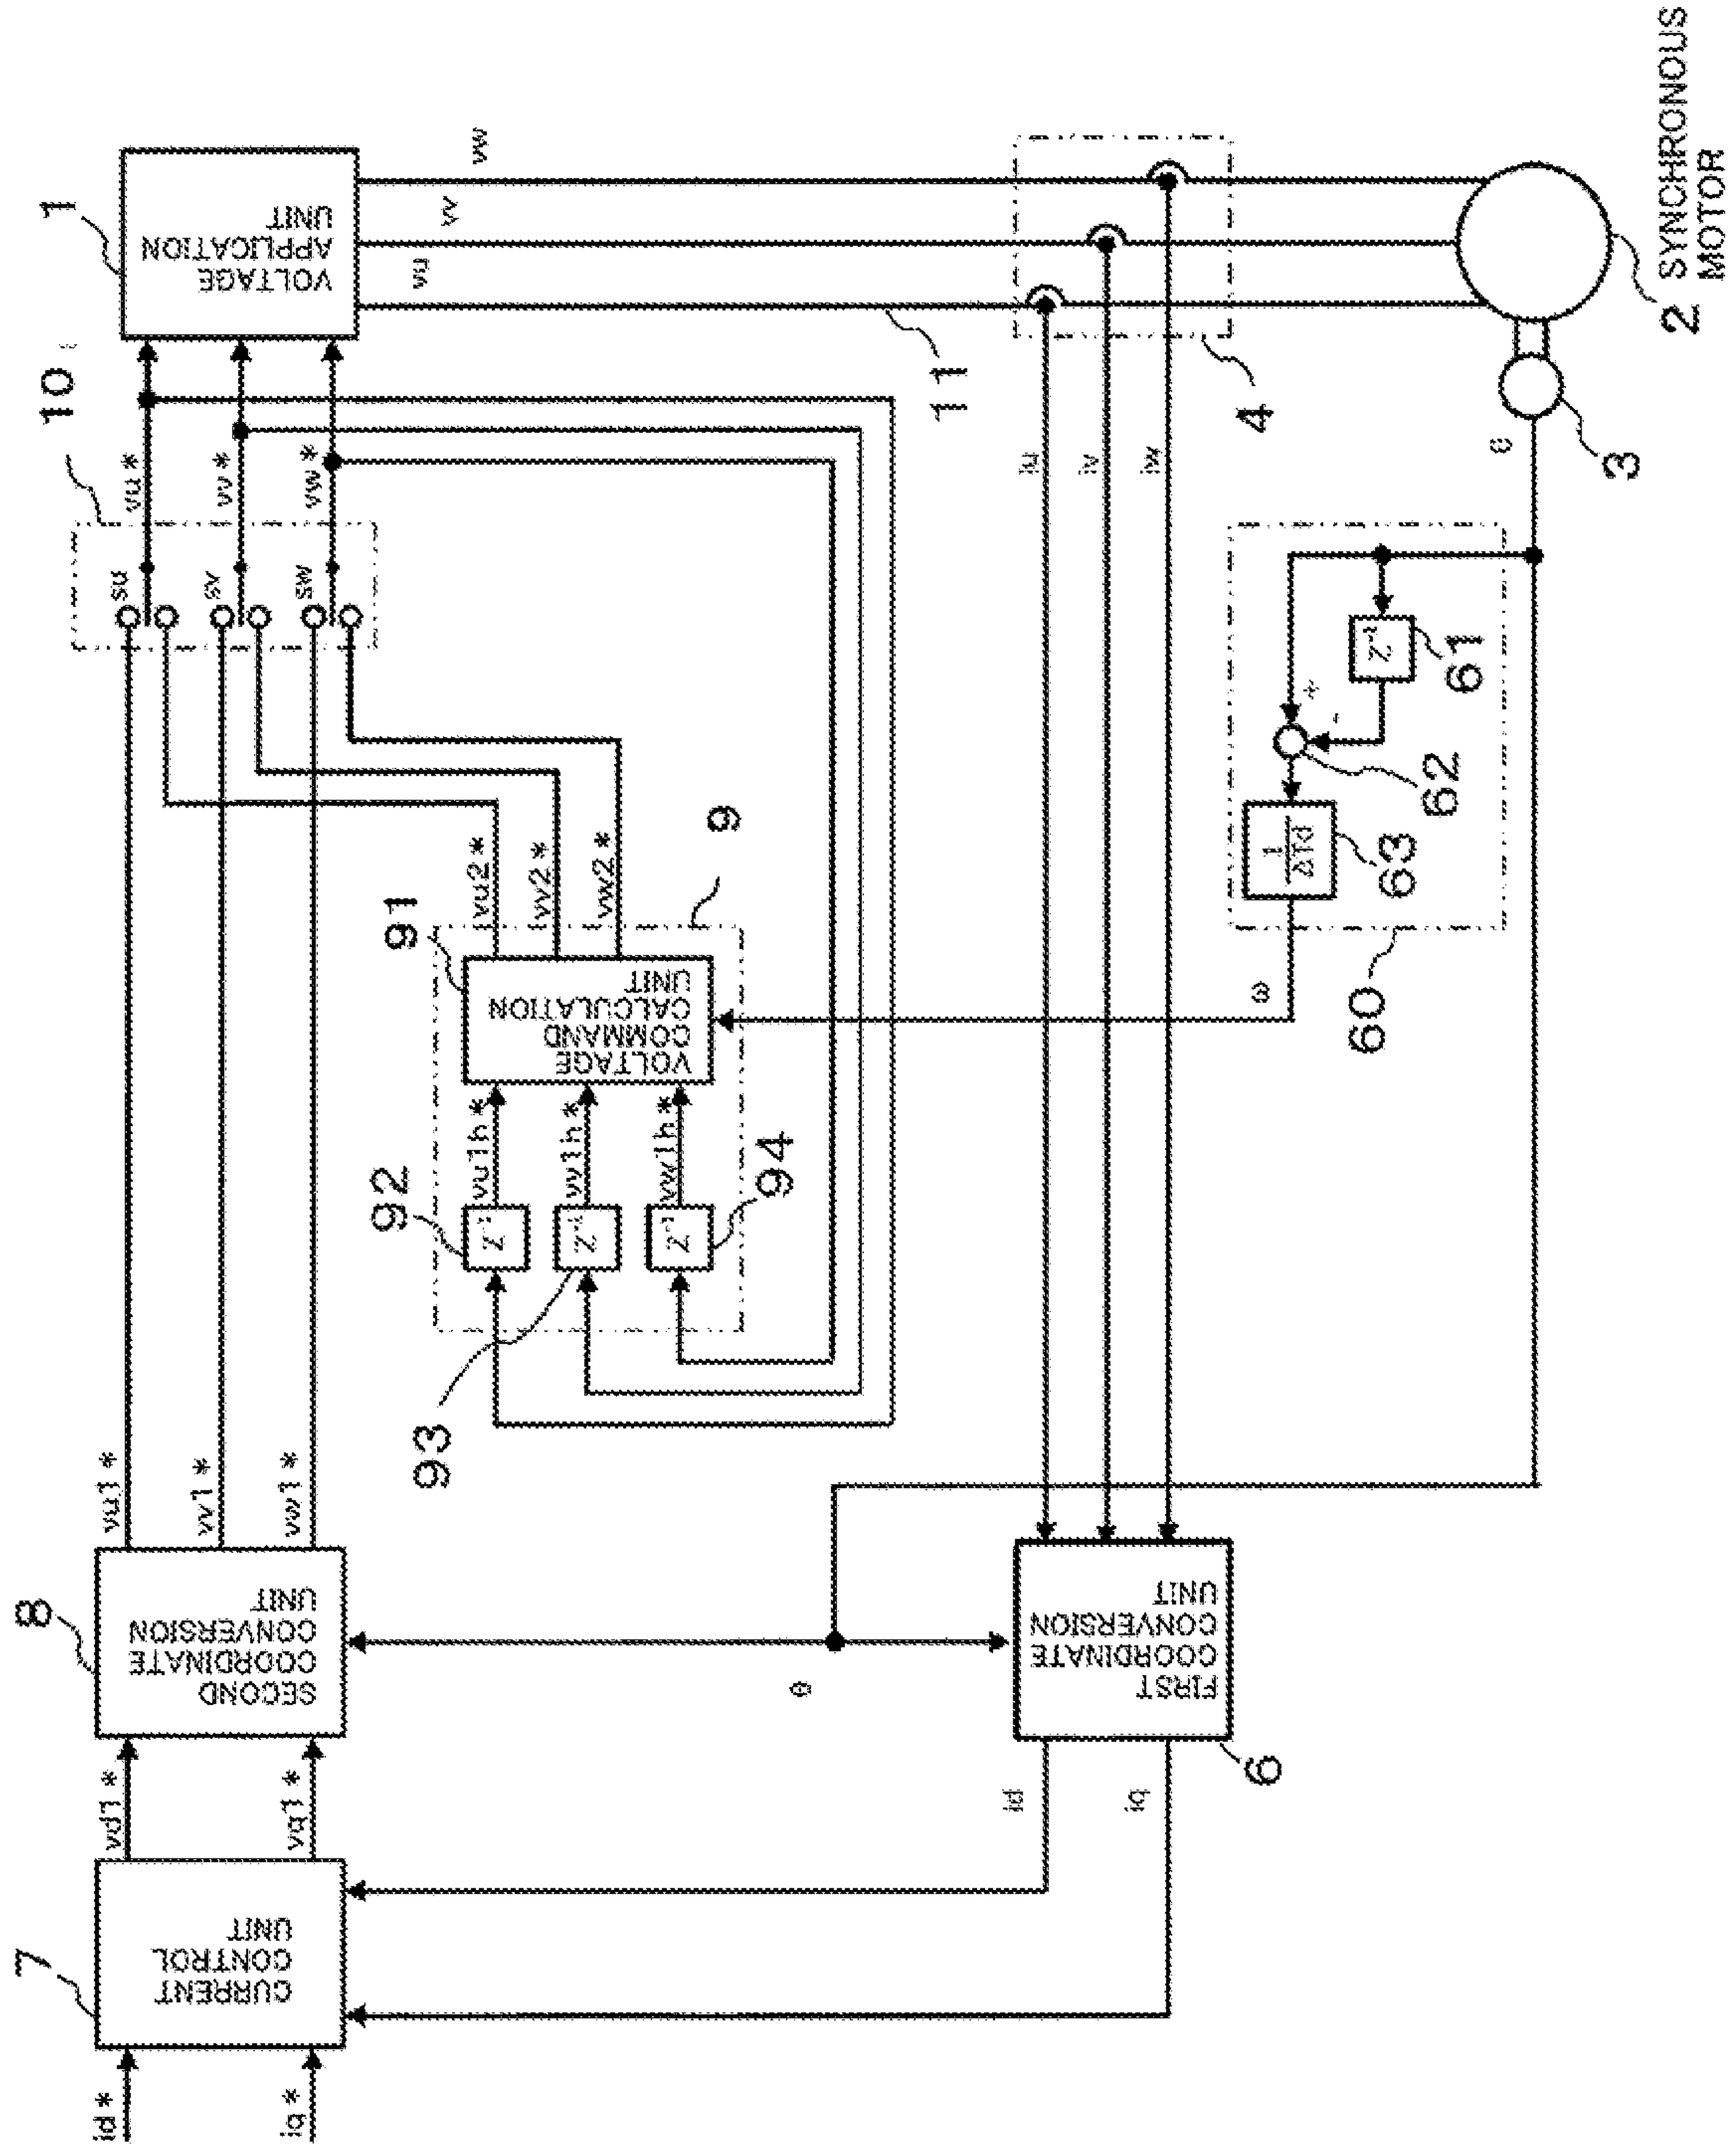 id*
iq*
7
CURRENT
CONTROL
UNIT
vd1*
vq1*
8
SECOND
COORDINATE
CONVERSION
UNIT
vu1*
vv1*
vw1*
10
su
sv
sw
vu*
vv*
vw*
1
VOLTAGE
APPLICATION
UNIT
vu
vv
vw
11
92
93
94
vu1h*
vv1h*
vw1h*
91
VOLTAGE
COMMAND
CALCULATION
UNIT
vu2*
vv2*
vw2*
9
id
iq
6
FIRST
COORDINATE
CONVERSION
UNIT
iu
iv
iw
4
ω
60
63
62
+
-
61
3
2
SYNCHRONOUS
MOTOR